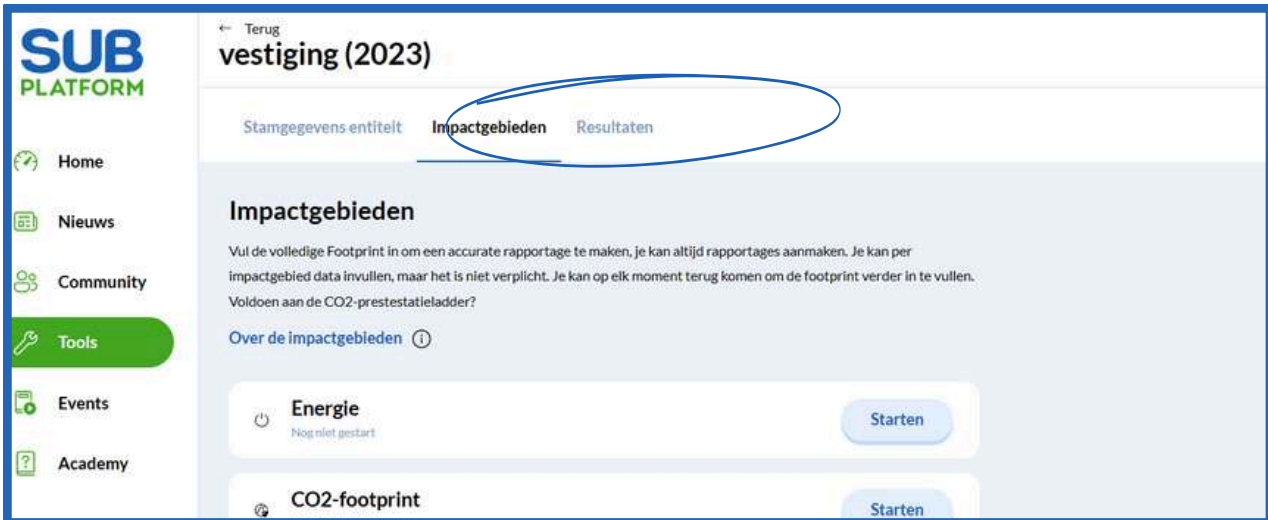 SUB
PLATFORM
Home
Nieuws
Community
Tools
Events
Academy
← Terug
vestiging (2023)
Stamgegevens entiteit
Impactgebieden
Resultaten
Impactgebieden
Vul de volledige Footprint in om een accurate rapportage te maken, je kan altijd rapportages aanmaken. Je kan per
impactgebied data invullen, maar het is niet verplicht. Je kan op elk moment terug komen om de footprint verder in te vullen.
Voldoen aan de CO2-prestestatieladder?
Over de impactgebieden
Energie
Nog niet gestart
Starten
CO2-footprint
Starten